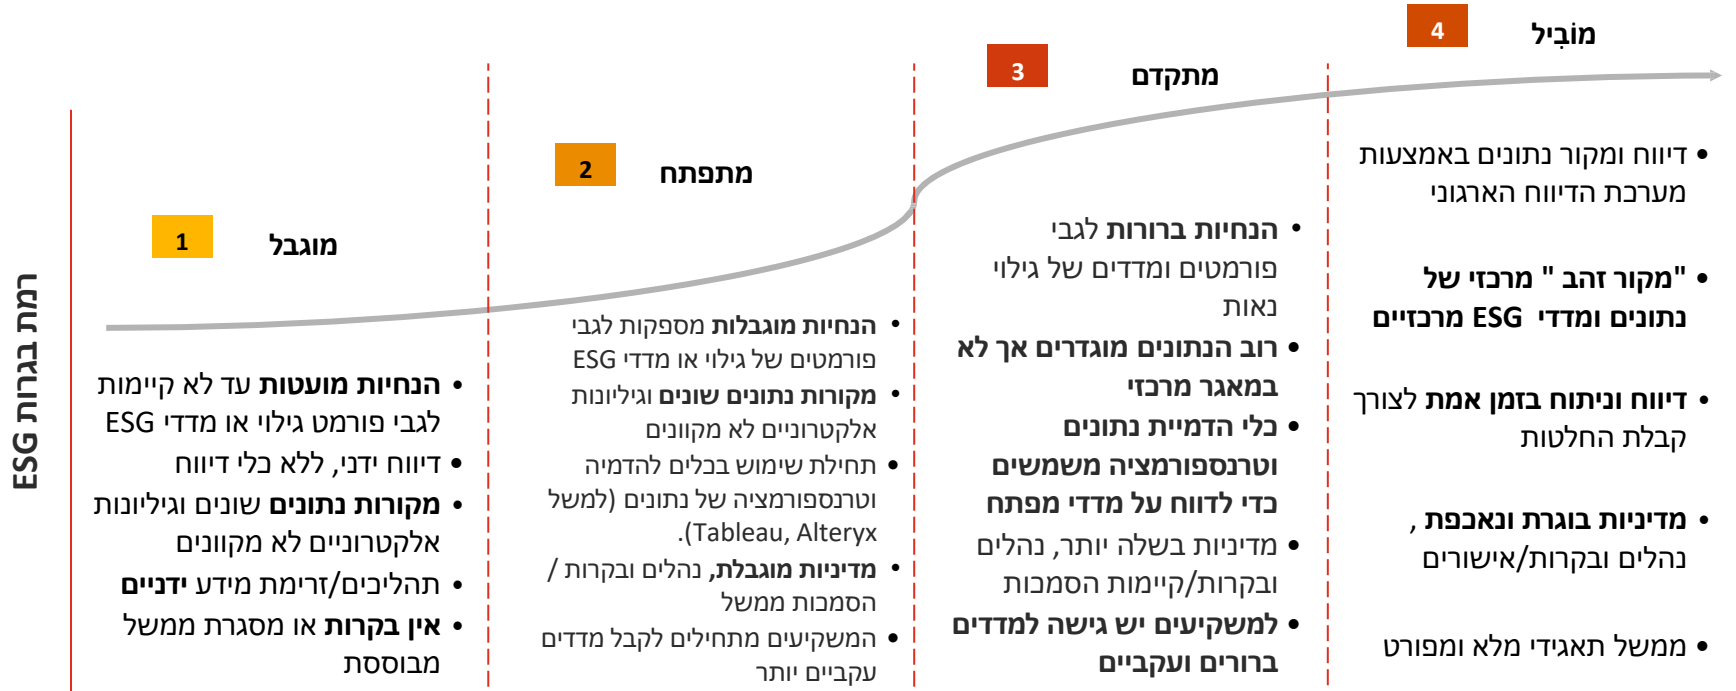 רמת בגרות ESG
1
מוגבל
• הנחיות מועטות עד לא קיימות
לגבי פורמט גילוי או מדדי ESG
• דיווח ידני, ללא כלי דיווח
• מקורות נתונים שונים וגיליונות
אלקטרוניים לא מקוונים
• תהליכים/זרימת מידע ידניים
• אין בקרות או מסגרת ממשל
מבוססת
2
מתפתח
• הנחיות מוגבלות מספקות לגבי
פורמטים של גילוי או מדדי ESG
• מקורות נתונים שונים וגיליונות
אלקטרוניים לא מקוונים
• תחילת שימוש בכלים להדמיה
וטרנספורמציה של נתונים (למשל
Tableau, Alteryx).
• מדיניות מוגבלת, נהלים ובקרות /
הסמכות ממשל
• המשקיעים מתחילים לקבל מדדים
עקביים יותר
3
מתקדם
• הנחיות ברורות לגבי
פורמטים ומדדים של גילוי
נאות
• רוב הנתונים מוגדרים אך לא
במאגר מרכזי
• כלי הדמיית נתונים
וטרנספורמציה משמשים
כדי לדווח על מדדי מפתח
• מדיניות בשלה יותר, נהלים
ובקרות/קיימות הסמכות
• למשקיעים יש גישה למדדים
ברורים ועקביים
4
מוֹבִיל
• דיווח ומקור נתונים באמצעות
מערכת הדיווח הארגוני
• "מקור זהב " מרכזי של
נתונים ומדדי ESG מרכזיים
• דיווח וניתוח בזמן אמת לצורך
קבלת החלטות
• מדיניות בוגרת ונאכפת ,
נהלים ובקרות/אישורים
• ממשל תאגידי מלא ומפורט